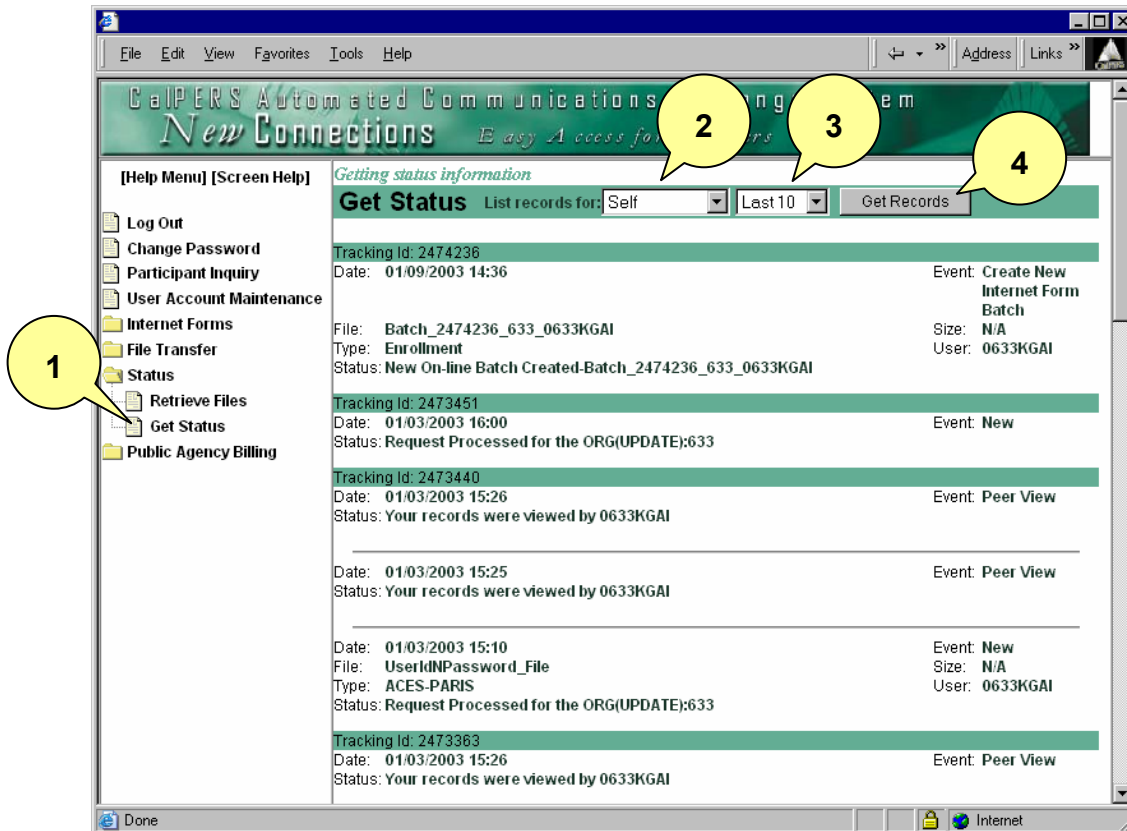 File Edit View Favorites Tools Help Address Links
CalPERS Automated Communications
New Connections Easy Access for
[Help Menu] [Screen Help]
Log Out
Change Password
Participant Inquiry
User Account Maintenance
Internet Forms
File Transfer
Status
Retrieve Files
Get Status
Public Agency Billing
1
2
3
4
Getting status information
Get Status List records for: Self Last 10 Get Records
Tracking Id: 2474236
Date: 01/09/2003 14:36 Event: Create New
Internet Form
Batch
File: Batch_2474236_633_0633KGAI Size: N/A
Type: Enrollment User: 0633KGAI
Status: New On-line Batch Created-Batch_2474236_633_0633KGAI
Tracking Id: 2473451
Date: 01/03/2003 16:00 Event: New
Status: Request Processed for the ORG(UPDATE):633
Tracking Id: 2473440
Date: 01/03/2003 15:26 Event: Peer View
Status: Your records were viewed by 0633KGAI
Date: 01/03/2003 15:25 Event: Peer View
Status: Your records were viewed by 0633KGAI
Date: 01/03/2003 15:10 Event: New
File: UserIdNPassword_File Size: N/A
Type: ACES-PARIS User: 0633KGAI
Status: Request Processed for the ORG(UPDATE):633
Tracking Id: 2473363
Date: 01/03/2003 15:26 Event: Peer View
Status: Your records were viewed by 0633KGAI
Done Internet